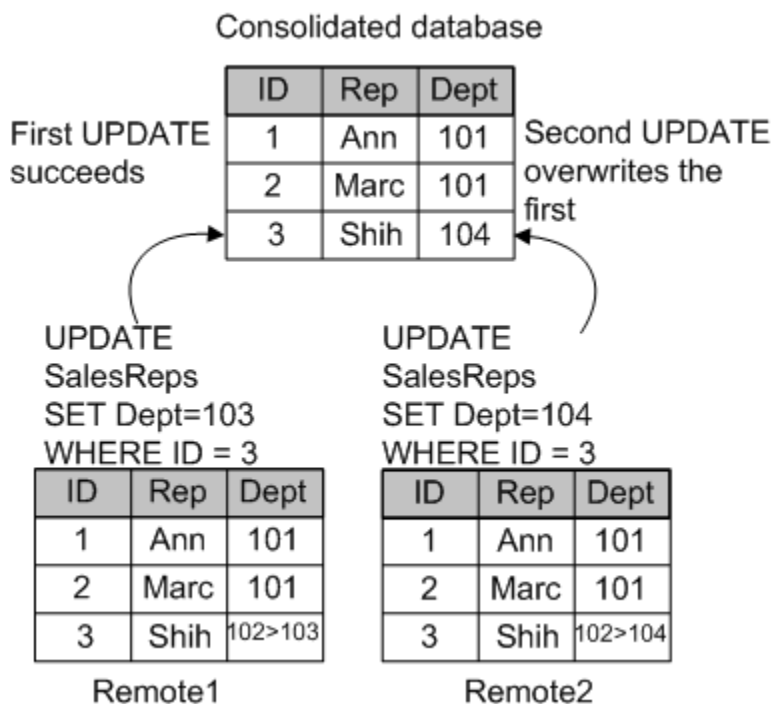 Consolidated database
ID Rep Dept
1 Ann 101
2 Marc 101
3 Shih 104
First UPDATE
succeeds
Second UPDATE
overwrites the
first
UPDATE
SalesReps
SET Dept=103
WHERE ID = 3
ID Rep Dept
1 Ann 101
2 Marc 101
3 Shih 102>103
Remote1
UPDATE
SalesReps
SET Dept=104
WHERE ID = 3
ID Rep Dept
1 Ann 101
2 Marc 101
3 Shih 102>104
Remote2